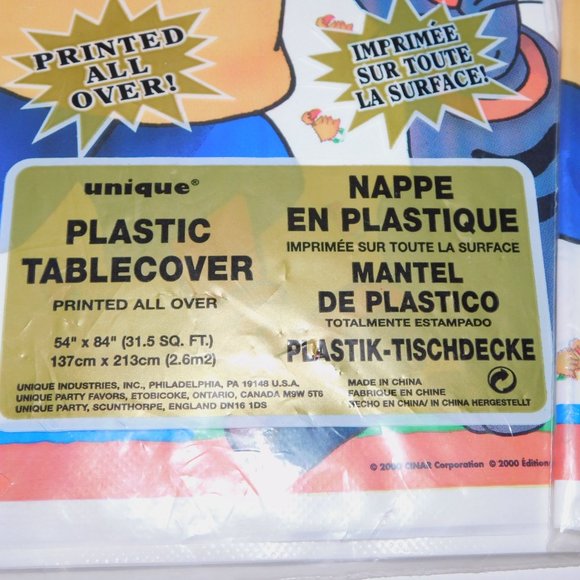 PRINTED
ALL
OVER!
IMPRIMÉE
SUR TOUTE
LA SURFACE!
unique®
PLASTIC
TABLECOVER
PRINTED ALL OVER
54" x 84" (31.5 SQ. FT.)
137cm x 213cm (2.6m2)
UNIQUE INDUSTRIES, INC., PHILADELPHIA, PA 19148 U.S.A.
UNIQUE PARTY FAVORS, ETOBICOKE, ONTARIO, CANADA M9W 5T6
UNIQUE PARTY, SCUNTHORPE, ENGLAND DN16 1DS
NAPPE
EN PLASTIQUE
IMPRIMÉE SUR TOUTE LA SURFACE
MANTEL
DE PLASTICO
TOTALMENTE ESTAMPADO
PLASTIK-TISCHDECKE
MADE IN CHINA
FABRIQUE EN CHINE
HECHO EN CHINA/ IN CHINA HERGESTELLT
© 2000 CINAR Corporation © 2000 Édition